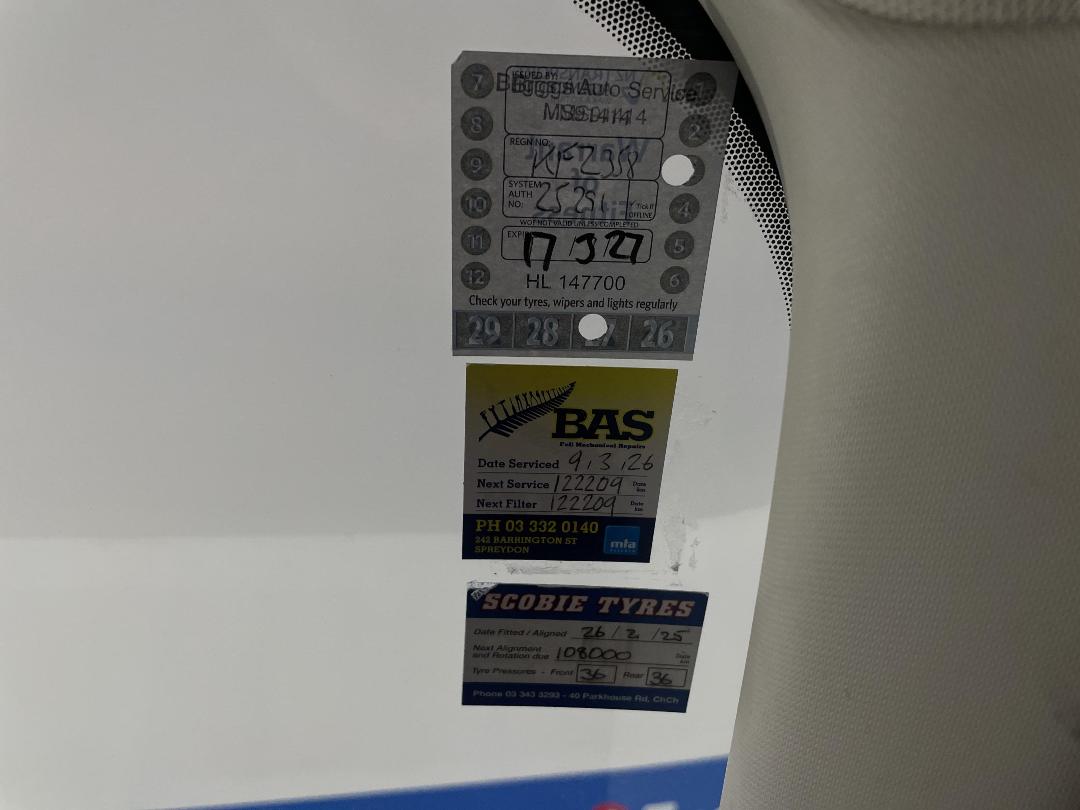 ISSUED BY:
Briggs Auto Service
REGN NO:
KFZ358
SYSTEM
AUTH
NO:
25291
Tick if
OFFLINE
WOF NOT VALID UNLESS COMPLETED
17 / 3 / 27
HL 147700
Check your tyres, wipers and lights regularly
7 8 9 10 11 12
1 2 4 5 6
29 28 27 26
BAS
Full Mechanical Repairs
Date Serviced 9 / 3 / 26
Next Service 122209 Date km
Next Filter 122209 Date km
PH 03 332 0140
242 BARRINGTON ST
SPREYDON
mta
SCOBIE TYRES
Date Fitted / Aligned 26 / 2 / 25
Next Alignment
and Rotation due 108000 Date km
Tyre Pressures - Front 36 Rear 36
Phone 03 343 3293 - 40 Parkhouse Rd, ChCh